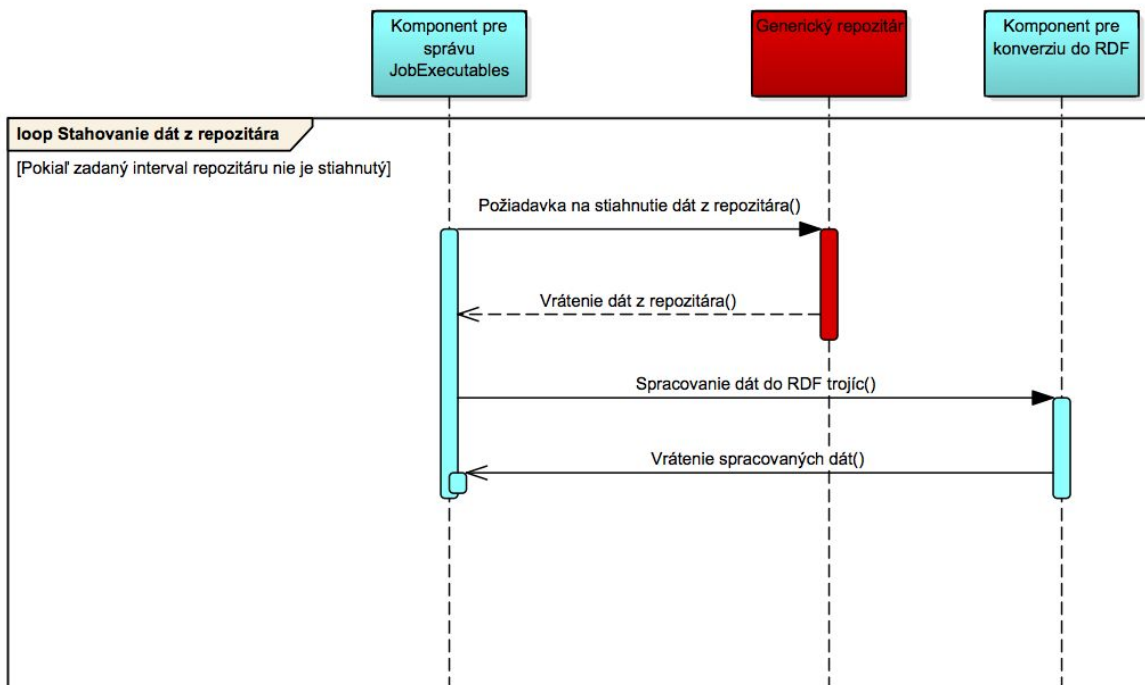 Komponent pre
správu
JobExecutables
Generický repozitár
Komponent pre
konverziu do RDF
loop Stahovanie dát z repozitára
[Pokiaľ zadaný interval repozitáru nie je stiahnutý]
Požiadavka na stiahnutie dát z repozitára()
Vrátenie dát z repozitára()
Spracovanie dát do RDF trojíc()
Vrátenie spracovaných dát()